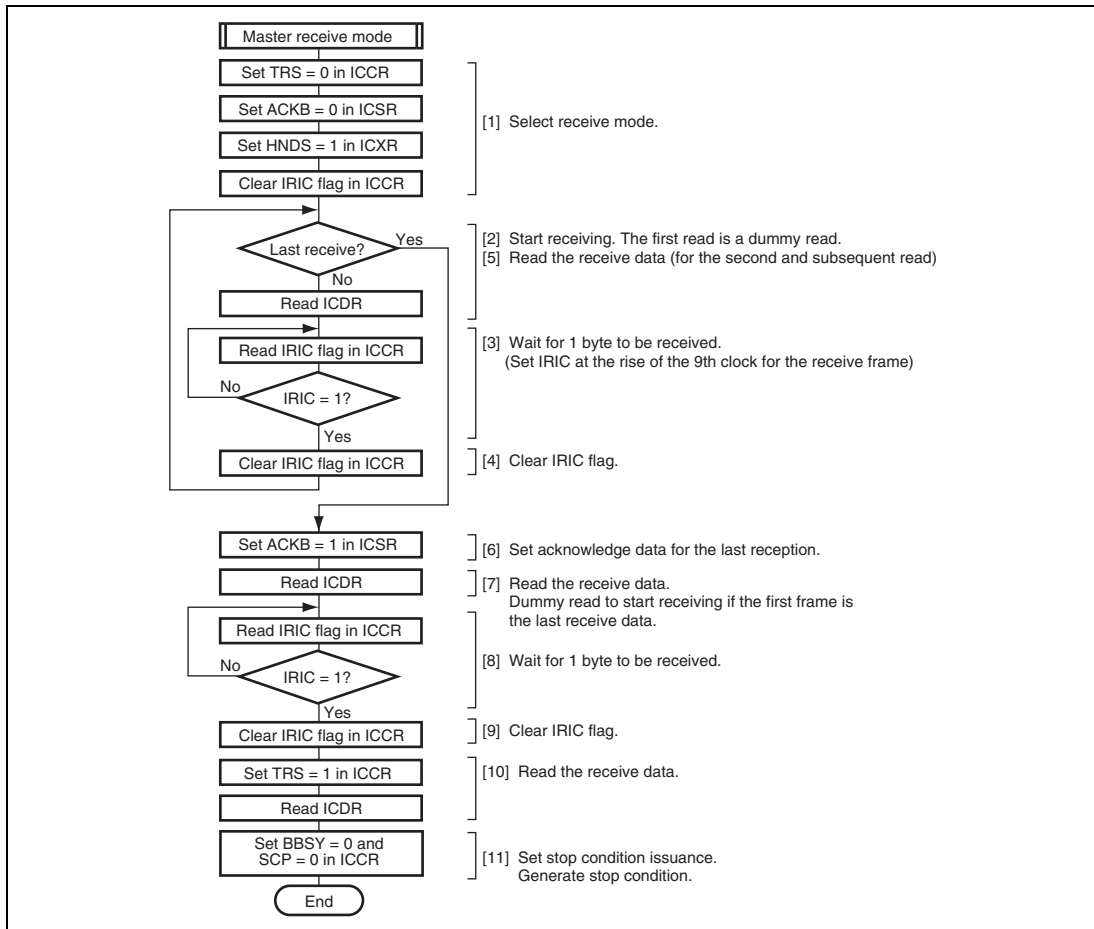 Master receive mode
Set TRS = 0 in ICCR
Set ACKB = 0 in ICSR
[1] Select receive mode.
Set HNDS = 1 in ICXR
Clear IRIC flag in ICCR
Last receive?
Yes
[2] Start receiving. The first read is a dummy read.
[5] Read the receive data (for the second and subsequent read)
No
Read ICDR
Read IRIC flag in ICCR
[3] Wait for 1 byte to be received.
(Set IRIC at the rise of the 9th clock for the receive frame)
No
IRIC = 1?
Yes
Clear IRIC flag in ICCR
[4] Clear IRIC flag.
Set ACKB = 1 in ICSR
[6] Set acknowledge data for the last reception.
Read ICDR
[7] Read the receive data.
Dummy read to start receiving if the first frame is
the last receive data.
Read IRIC flag in ICCR
No
IRIC = 1?
[8] Wait for 1 byte to be received.
Yes
Clear IRIC flag in ICCR
[9] Clear IRIC flag.
Set TRS = 1 in ICCR
[10] Read the receive data.
Read ICDR
Set BBSY = 0 and
SCP = 0 in ICCR
[11] Set stop condition issuance.
Generate stop condition.
End